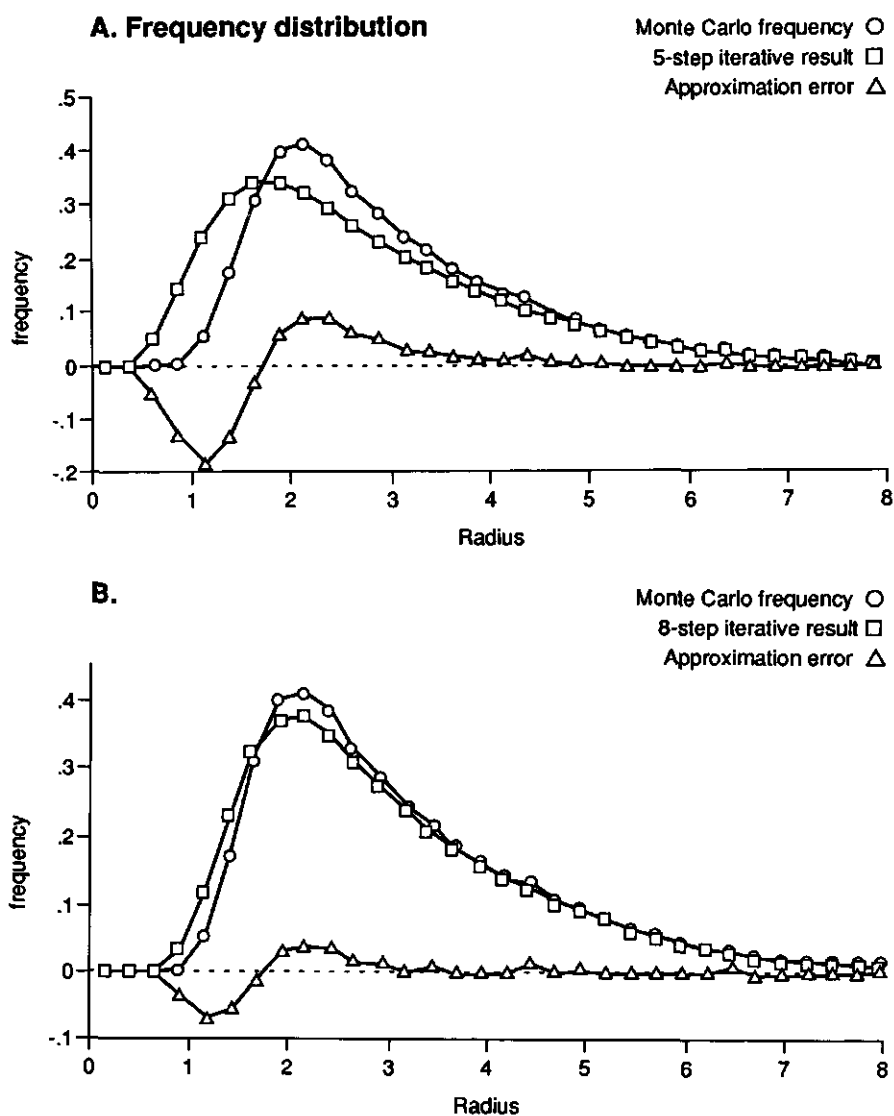 A. Frequency distribution
Monte Carlo frequency
5-step iterative result
Approximation error
.5
.4
.3
.2
.1
0
-.1
-.2
frequency
0 1 2 3 4 5 6 7 8
Radius
B.
Monte Carlo frequency
8-step iterative result
Approximation error
.4
.3
.2
.1
0
-.1
frequency
0 1 2 3 4 5 6 7 8
Radius